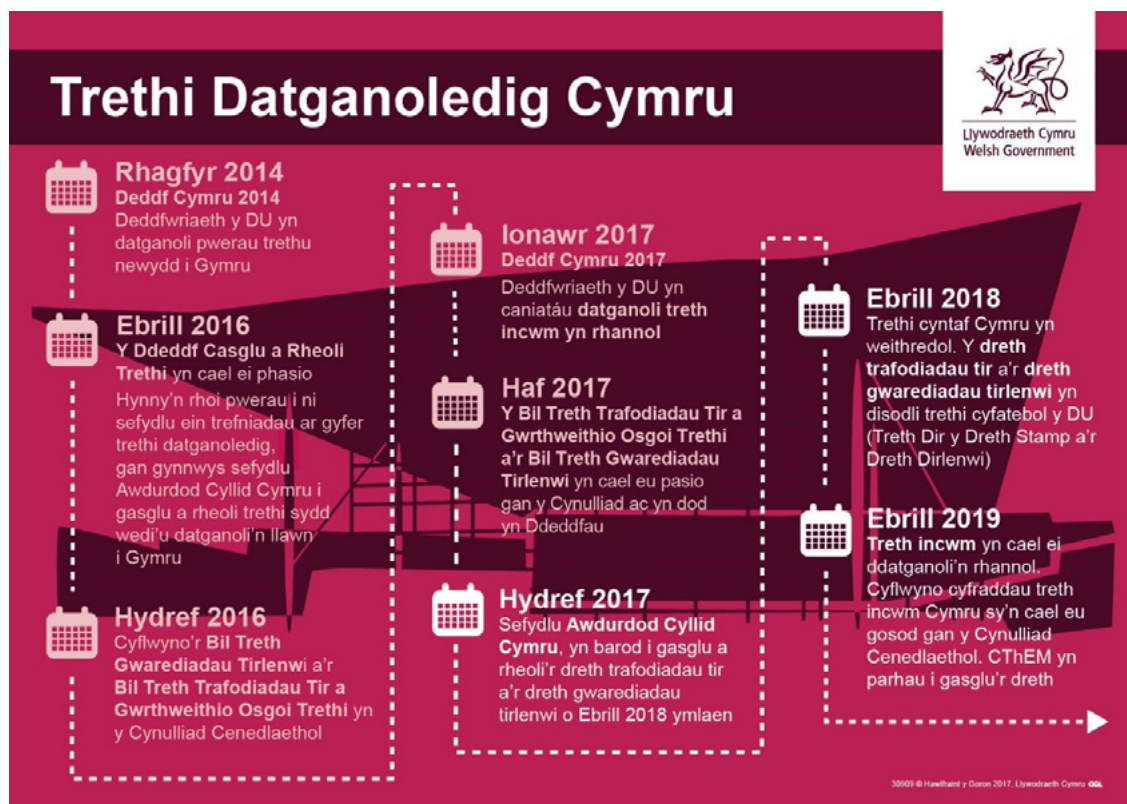 Trethi Datganoledig Cymru
Llywodraeth Cymru
Welsh Government
Rhagfyr 2014
Deddf Cymru 2014
Deddfwriaeth y DU yn
datganoli pwerau trethu
newydd i Gymru
Ebrill 2016
Y Ddeddf Casglu a Rheoli
Trethi yn cael ei phasio
Hynny'n rhoi pwerau i ni
sefydlu ein trefniadau ar gyfer
trethi datganoledig,
gan gynnwys sefydlu
Awdurdod Cyllid Cymru i
gasglu a rheoli trethi sydd
wedi'u datganoli'n llawn
i Gymru
Hydref 2016
Cyflwyno'r Bil Treth
Gwarediadau Tirlenwi a'r
Bil Treth Trafodiadau Tir a
Gwrthweithio Osgoi Trethi yn
y Cynulliad Cenedlaethol
Ionawr 2017
Deddf Cymru 2017
Deddfwriaeth y DU yn
caniatáu datganoli treth
incwm yn rhannol
Haf 2017
Y Bil Treth Trafodiadau Tir a
Gwrthweithio Osgoi Trethi
a'r Bil Treth Gwarediadau
Tirlenwi yn cael eu pasio
gan y Cynulliad ac yn dod
yn Ddeddfau
Hydref 2017
Sefydlu Awdurdod Cyllid
Cymru, yn barod i gasglu a
rheoli'r dreth trafodiadau tir
a'r dreth gwarediadau
tirlenwi o Ebrill 2018 ymlaen
Ebrill 2018
Trethi cyntaf Cymru yn
weithredol. Y dreth
trafodiadau tir a'r dreth
gwarediadau tirlenwi yn
disodli trethi cyfatebol y DU
(Treth Dir y Dreth Stamp a'r
Dreth Dirlenwi)
Ebrill 2019
Treth incwm yn cael ei
ddatganoli'n rhannol.
Cyflwyno cyfraddau treth
incwm Cymru sy'n cael eu
gosod gan y Cynulliad
Cenedlaethol. CThEM yn
parhau i gasglu'r dreth
30909 © Hawlfraint y Goron 2017, Llywodraeth Cymru OGL